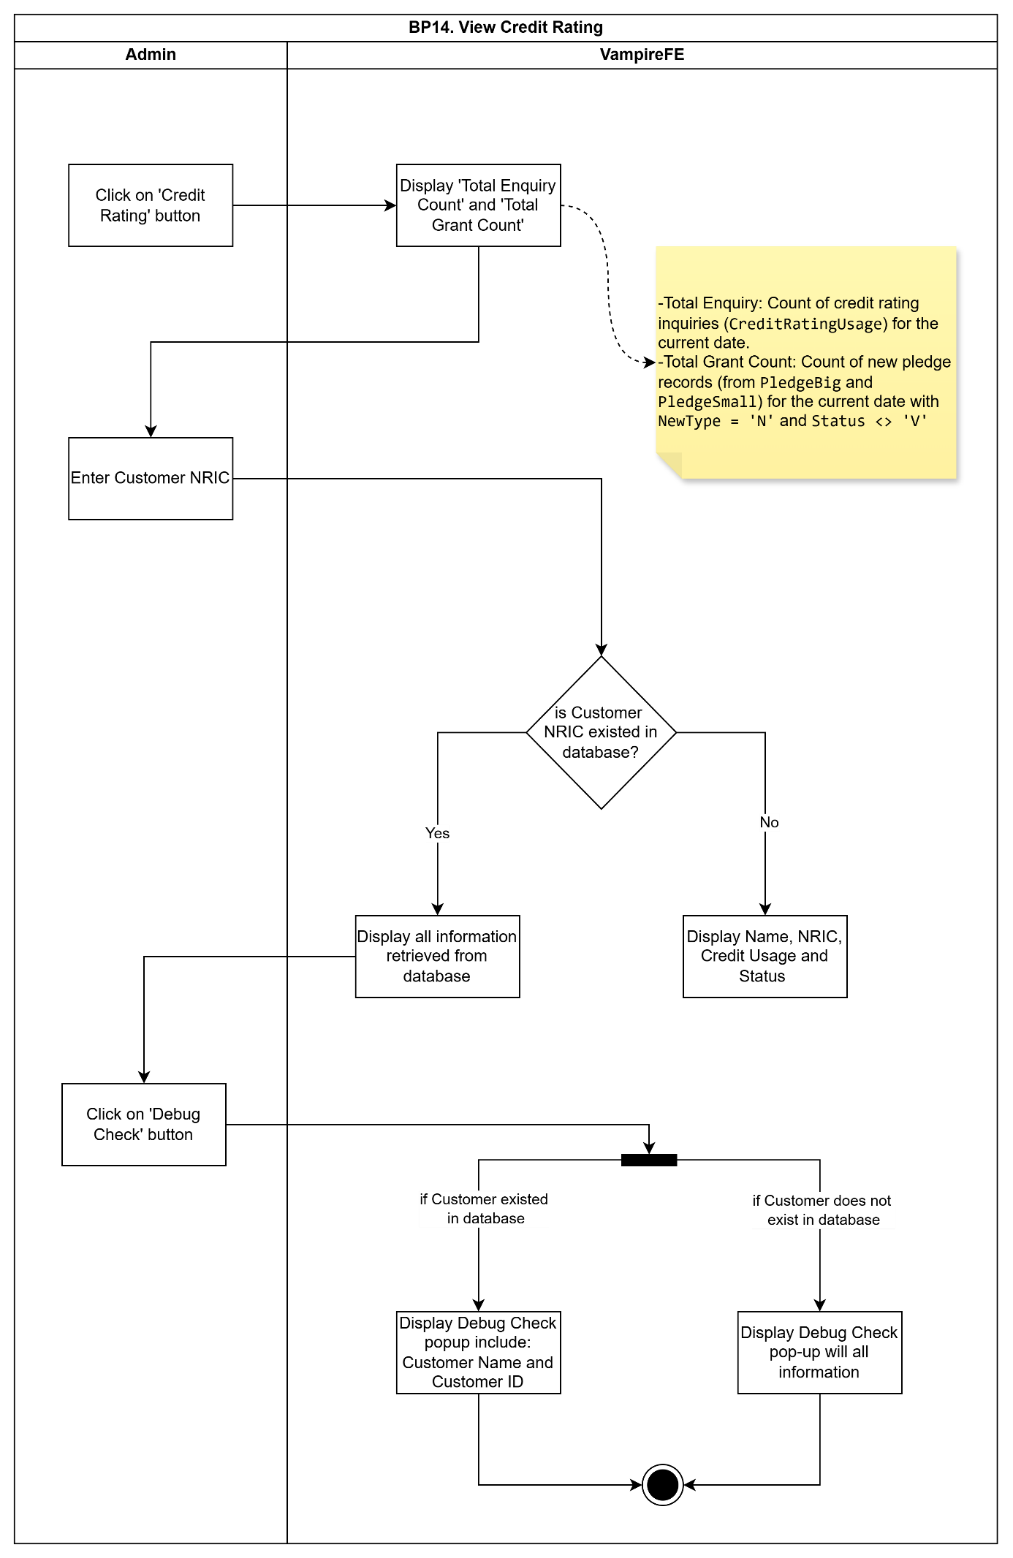 BP14. View Credit Rating
Admin
VampireFE
Click on 'Credit
Rating' button
Display 'Total Enquiry
Count' and 'Total
Grant Count'
-Total Enquiry: Count of credit rating
inquiries (CreditRatingUsage) for the
current date.
-Total Grant Count: Count of new pledge
records (from PledgeBig and
PledgeSmall) for the current date with
NewType = 'N' and Status <> 'V'
Enter Customer NRIC
is Customer
NRIC existed in
database?
Yes
No
Display all information
retrieved from
database
Display Name, NRIC,
Credit Usage and
Status
Click on 'Debug
Check' button
if Customer existed
in database
if Customer does not
exist in database
Display Debug Check
popup include:
Customer Name and
Customer ID
Display Debug Check
pop-up will all
information